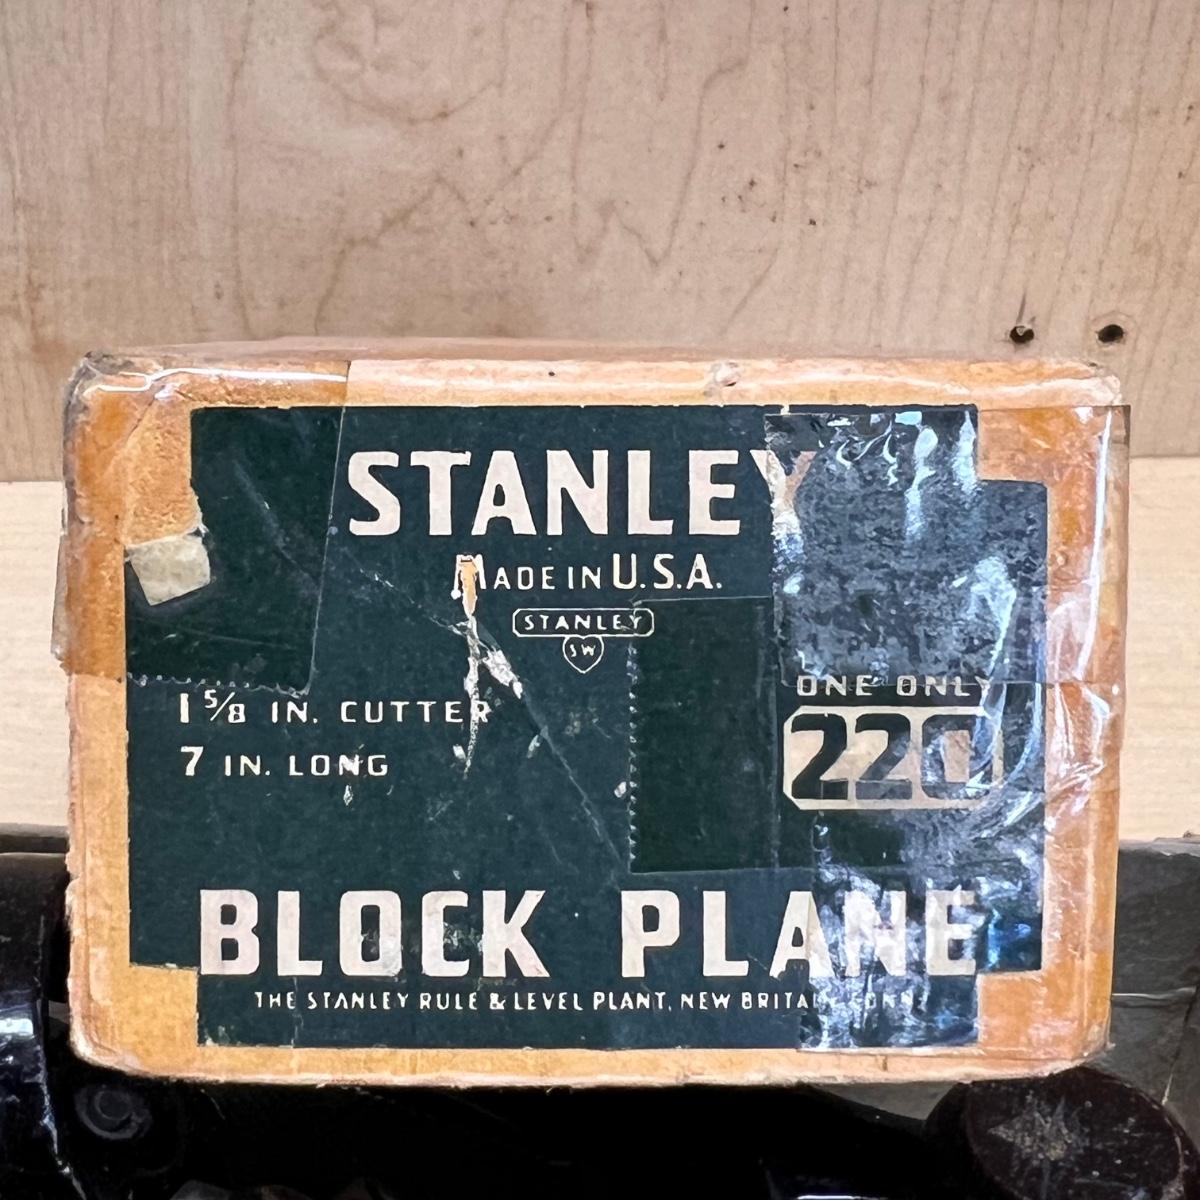 STANLEY
MADE IN U.S.A.
STANLEY
SW
1 5/8 IN. CUTTER
7 IN. LONG
ONE ONLY
220
BLOCK PLANE
THE STANLEY RULE & LEVEL PLANT, NEW BRITAIN, CONN.